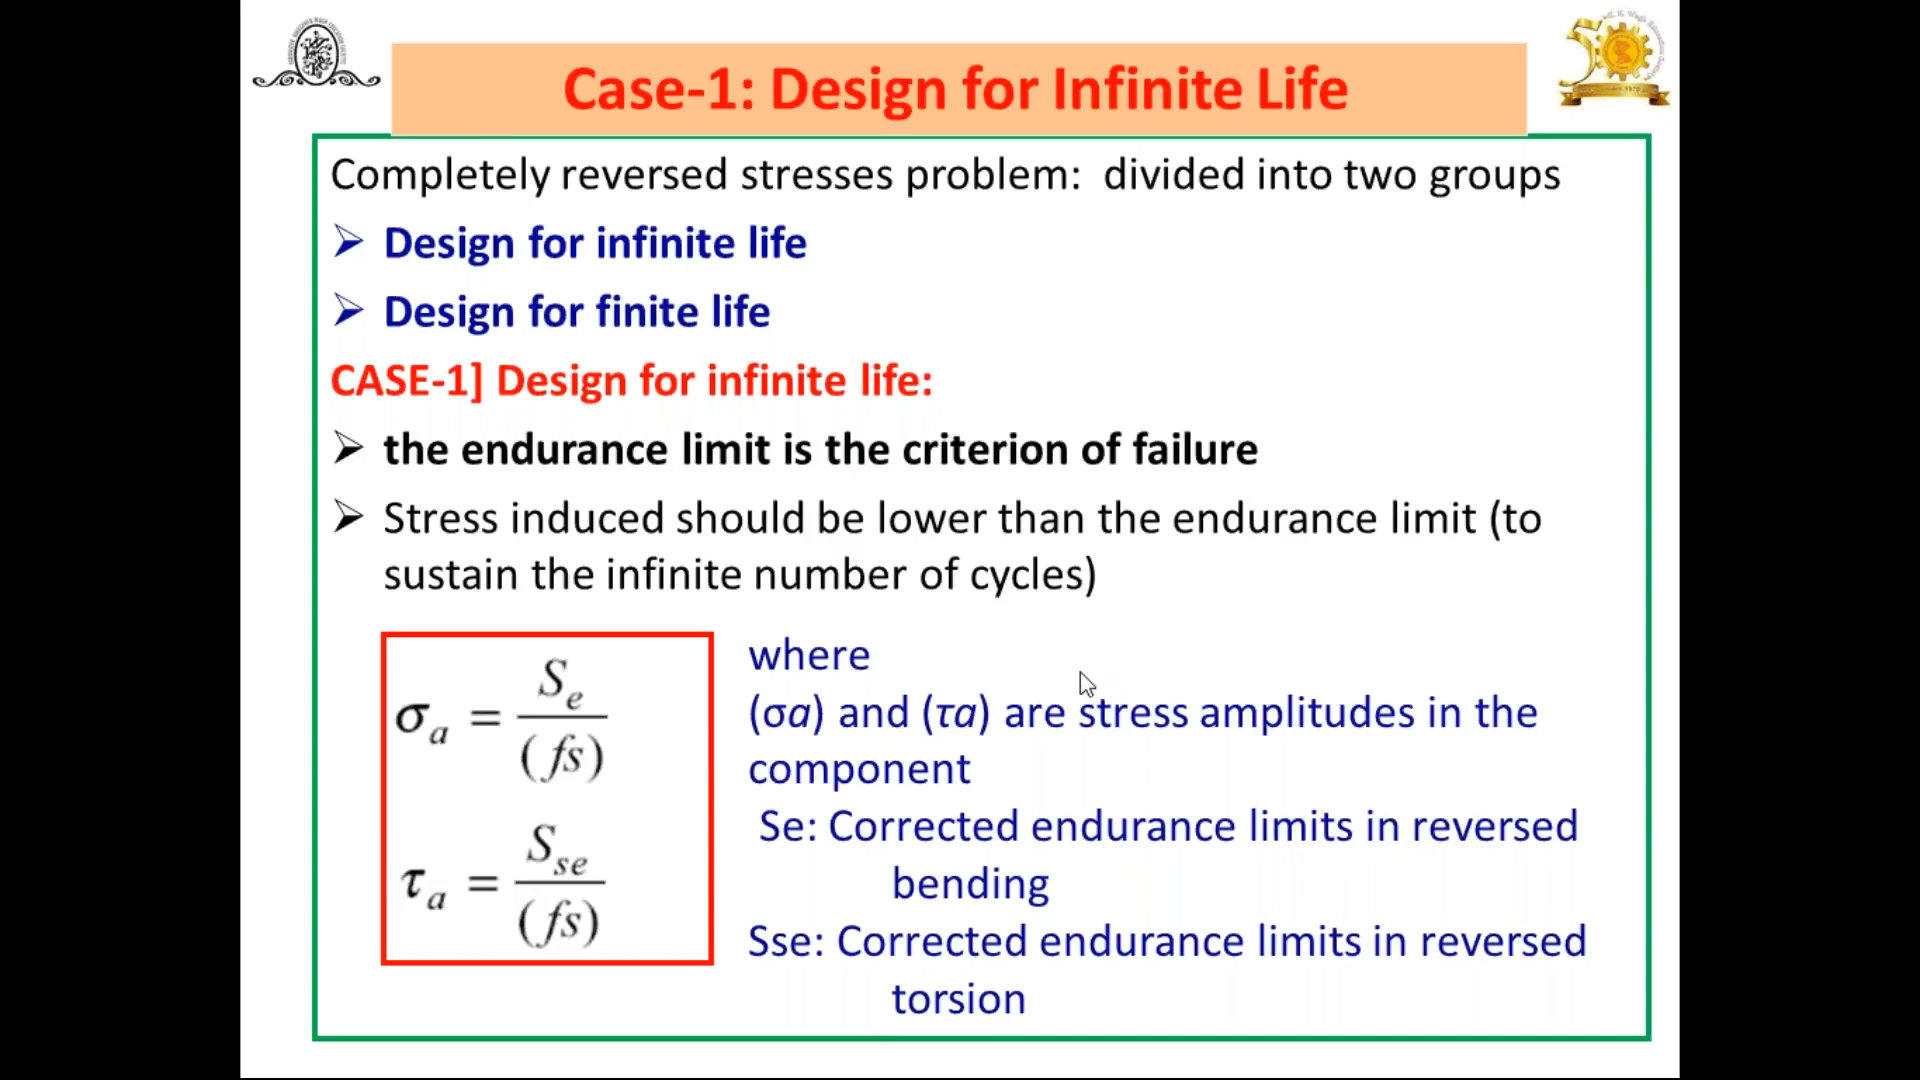 Case-1: Design for Infinite Life
Completely reversed stresses problem: divided into two groups
➢ Design for infinite life
➢ Design for finite life
CASE-1] Design for infinite life:
➢ the endurance limit is the criterion of failure
➢ Stress induced should be lower than the endurance limit (to
sustain the infinite number of cycles)
σₐ = Sₑ / (fs)
τₐ = Sₛₑ / (fs)
where
(σa) and (τa) are stress amplitudes in the
component
Se: Corrected endurance limits in reversed
bending
Sse: Corrected endurance limits in reversed
torsion